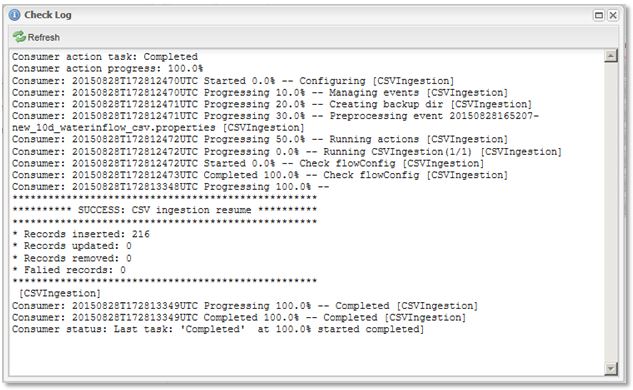 Check Log
Refresh
Consumer action task: Completed
Consumer action progress: 100.0%
Consumer: 20150828T172812470UTC Started 0.0% -- Configuring [CSVIngestion]
Consumer: 20150828T172812470UTC Progressing 10.0% -- Managing events [CSVIngestion]
Consumer: 20150828T172812471UTC Progressing 20.0% -- Creating backup dir [CSVIngestion]
Consumer: 20150828T172812471UTC Progressing 30.0% -- Preprocessing event 20150828165207-
new_10d_waterinflow_csv.properties [CSVIngestion]
Consumer: 20150828T172812472UTC Progressing 50.0% -- Running actions [CSVIngestion]
Consumer: 20150828T172812472UTC Progressing 0.0% -- Running CSVIngestion(1/1) [CSVIngestion]
Consumer: 20150828T172812472UTC Started 0.0% -- Check flowConfig [CSVIngestion]
Consumer: 20150828T172812473UTC Completed 100.0% -- Check flowConfig [CSVIngestion]
Consumer: 20150828T172813348UTC Progressing 100.0% --
***************************************************
********** SUCCESS: CSV ingestion resume **********
***************************************************
* Records inserted: 216
* Records updated: 0
* Records removed: 0
* Falied records: 0
***************************************************
[CSVIngestion]
Consumer: 20150828T172813349UTC Progressing 100.0% -- Completed [CSVIngestion]
Consumer: 20150828T172813349UTC Completed 100.0% -- Completed [CSVIngestion]
Consumer status: Last task: 'Completed'  at 100.0% started completed]